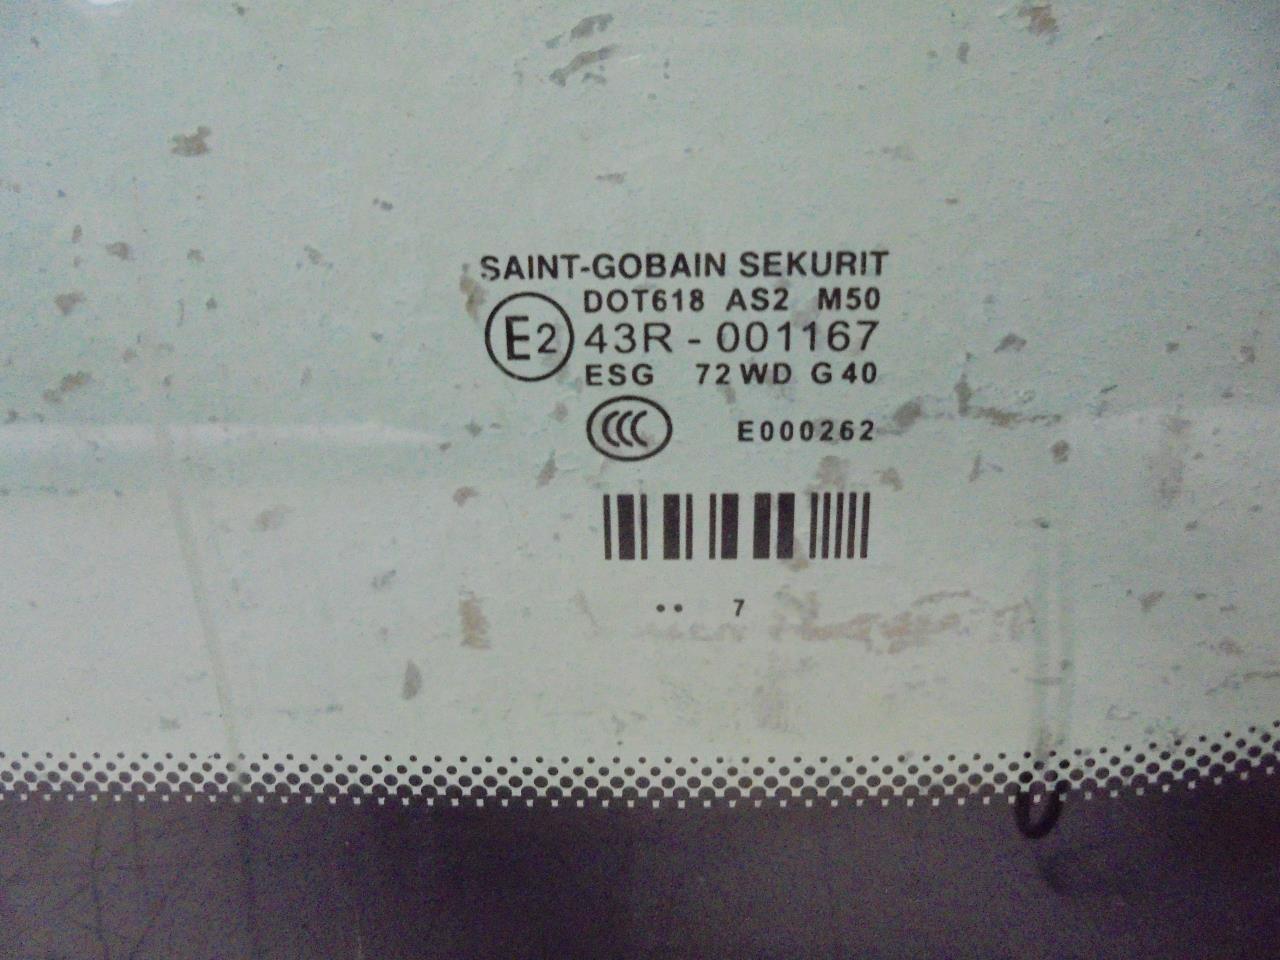 SAINT-GOBAIN SEKURIT
DOT618 AS2 M50
E2 43R - 001167
ESG 72 WD G 40
CCC E000262
•• 7